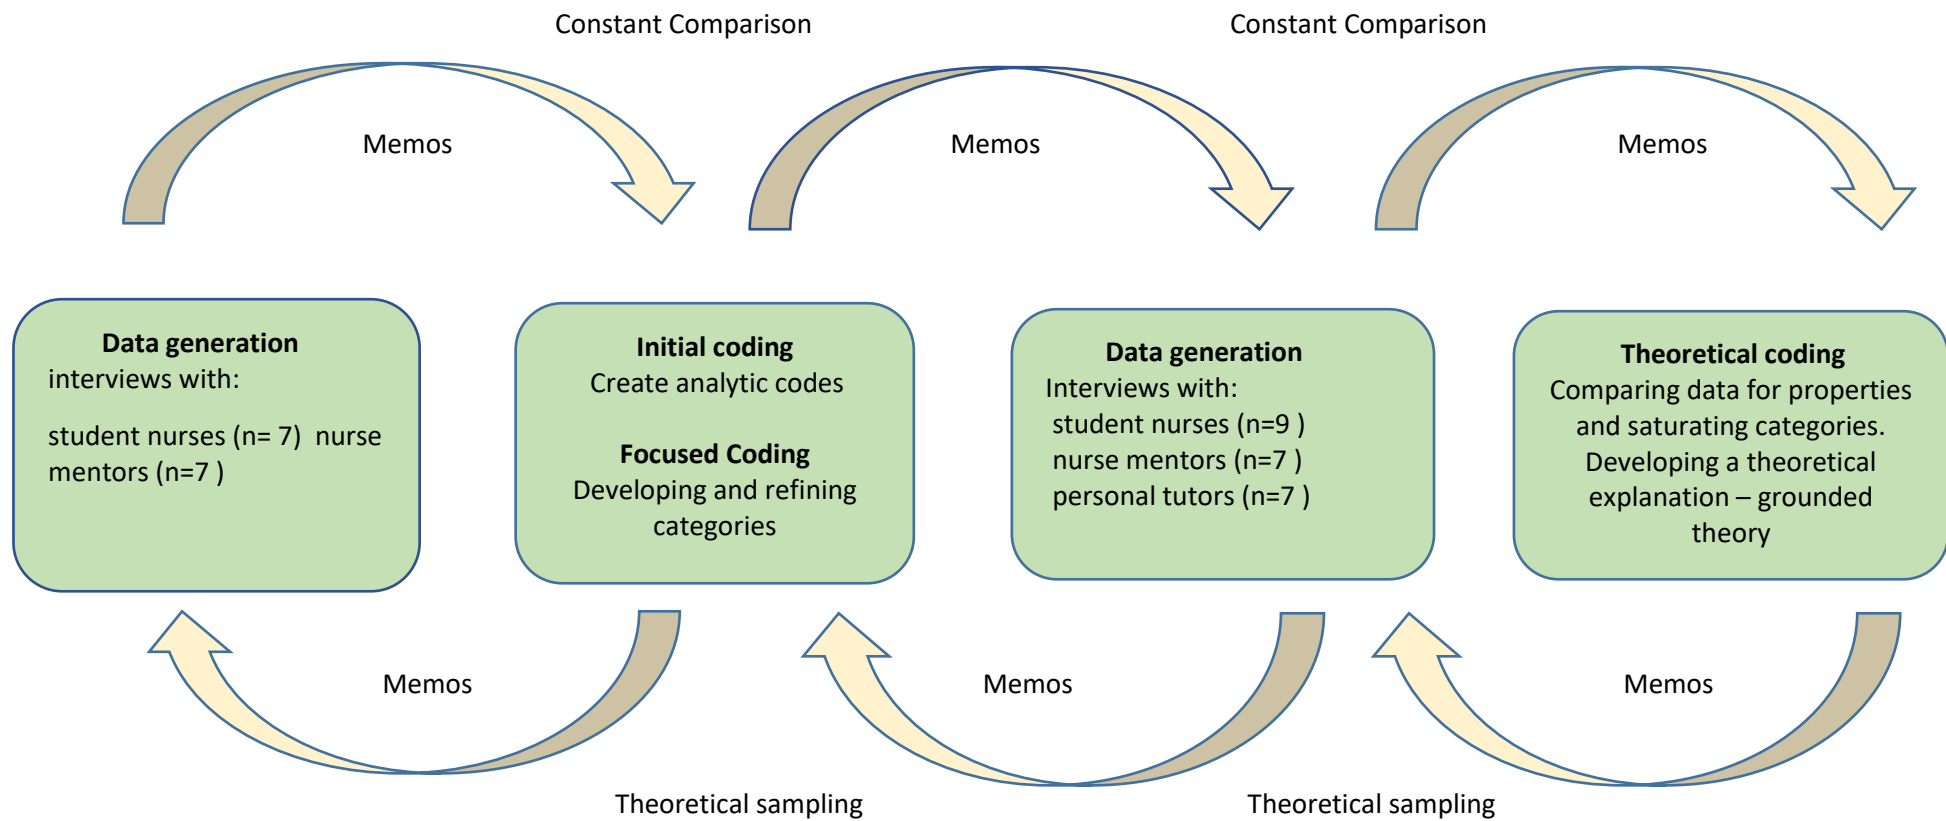 Constant Comparison
Constant Comparison
Memos
Memos
Memos
Data generation
interviews with:
student nurses (n= 7)  nurse
mentors (n=7 )
Initial coding
Create analytic codes
Focused Coding
Developing and refining
categories
Data generation
Interviews with:
student nurses (n=9 )
nurse mentors (n=7 )
personal tutors (n=7 )
Theoretical coding
Comparing data for properties
and saturating categories.
Developing a theoretical
explanation – grounded
theory
Memos
Memos
Memos
Theoretical sampling
Theoretical sampling